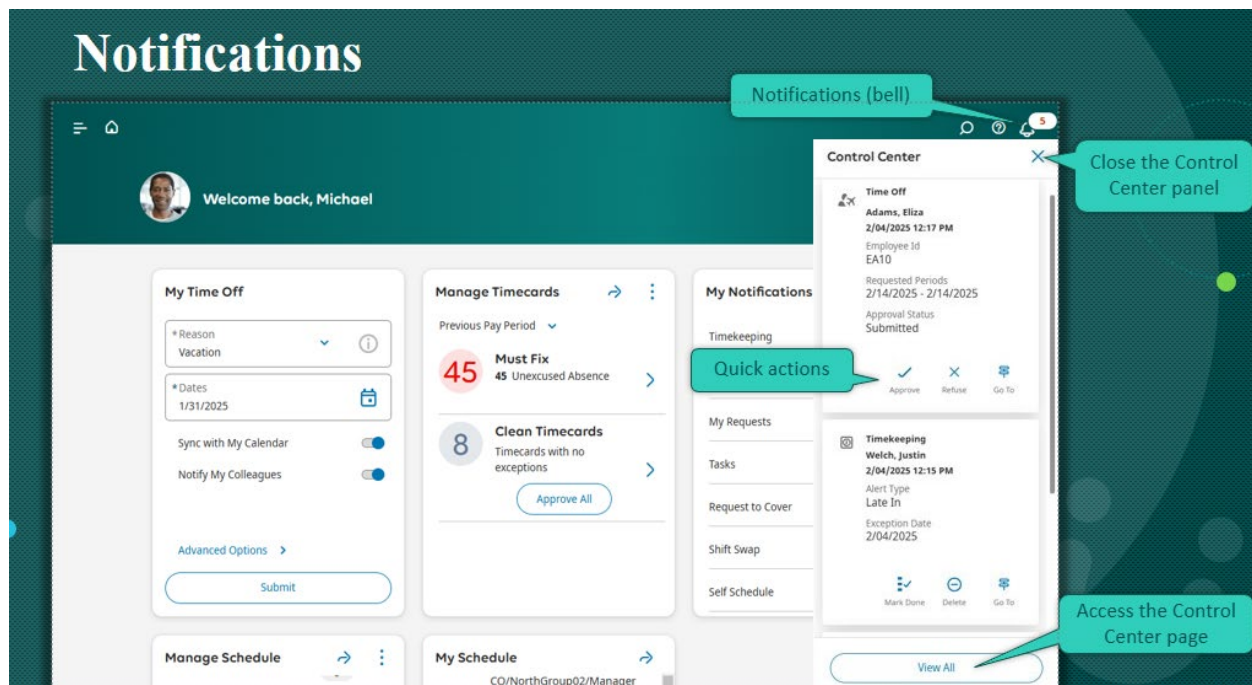 Notifications
Notifications (bell)
5
Control Center
Close the Control
Center panel
Welcome back, Michael
Time Off
Adams, Eliza
2/04/2025 12:17 PM
Employee Id
EA10
Requested Periods
2/14/2025 - 2/14/2025
Approval Status
Submitted
Quick actions
Approve
Refuse
Go To
My Time Off
*Reason
Vacation
*Dates
1/31/2025
Sync with My Calendar
Notify My Colleagues
Advanced Options
Submit
Manage Timecards
Previous Pay Period
45
Must Fix
45 Unexcused Absence
8
Clean Timecards
Timecards with no
exceptions
Approve All
My Notifications
Timekeeping
My Requests
Tasks
Request to Cover
Shift Swap
Self Schedule
Timekeeping
Welch, Justin
2/04/2025 12:15 PM
Alert Type
Late In
Exception Date
2/04/2025
Mark Done
Delete
Go To
Access the Control
Center page
View All
Manage Schedule
My Schedule
CO/NorthGroup02/Manager